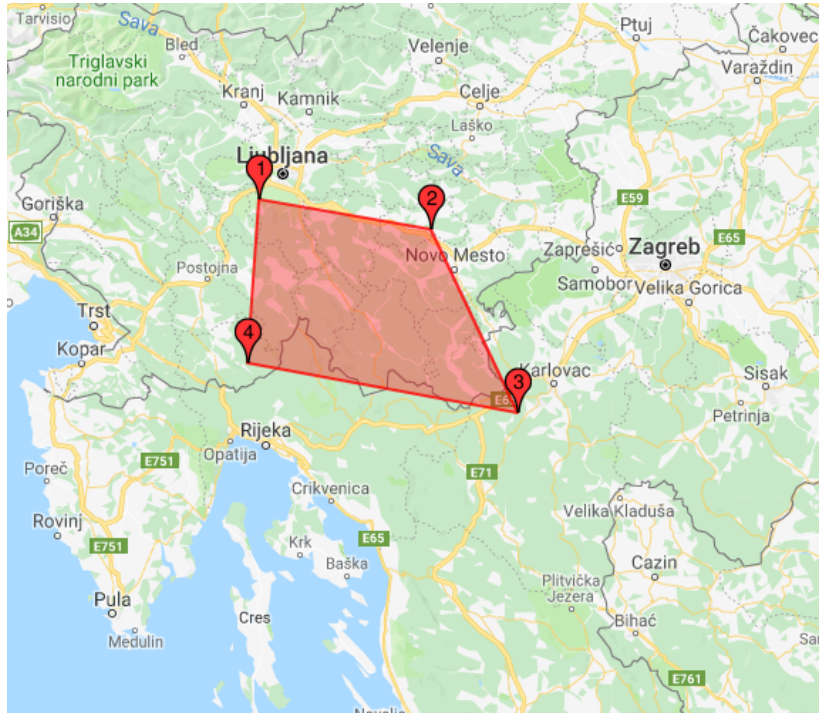 Tarvisio
Sava
Bled
Triglavski
narodni park
Velenje
Ptuj
Čakovec
Varaždin
Kranj
Kamnik
Celje
Laško
Ljubljana
Sava
1
2
E59
Goriška
A34
E65
Postojna
Novo Mesto
Zaprešić
Zagreb
Samobor
Velika Gorica
Trst
Kopar
4
3
Karlovac
E65
Sisak
Petrinja
Rijeka
Opatija
E751
E71
Poreč
Crikvenica
Velika Kladuša
Rovinj
E751
E65
Krk
Baška
Cazin
Plitvička
Jezera
Pula
Cres
Medulin
Bihać
E761